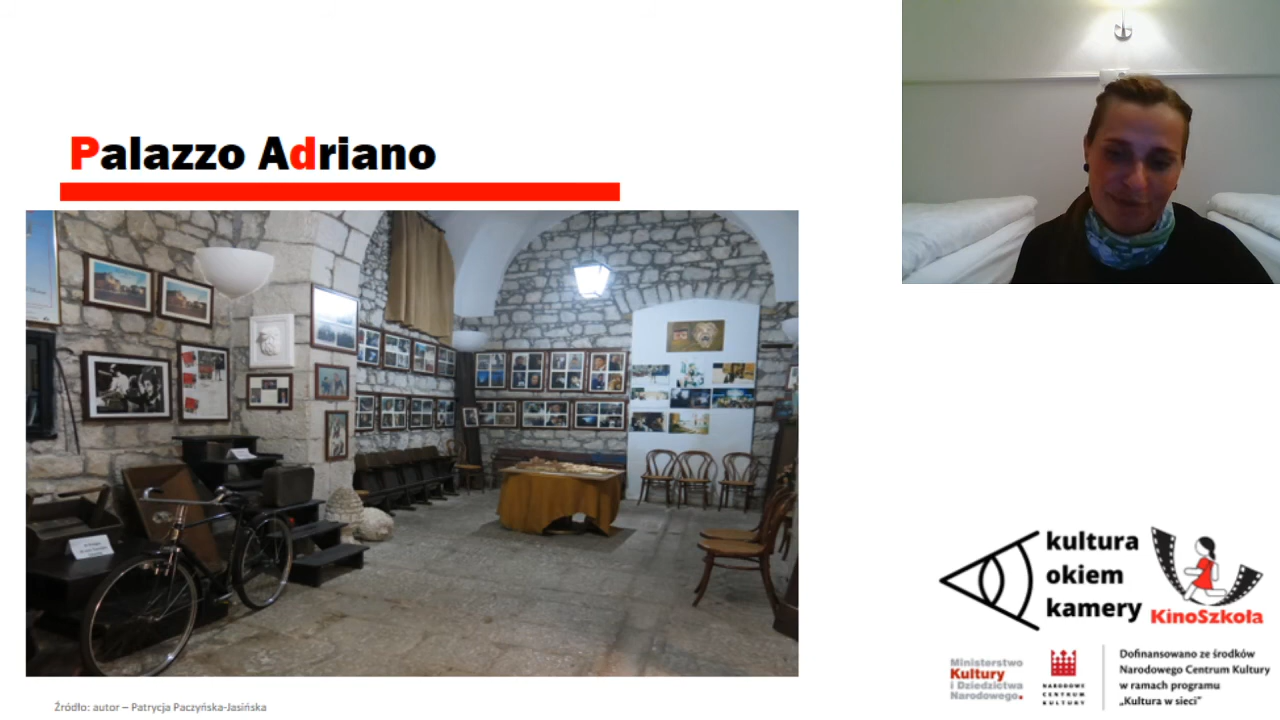 Palazzo Adriano
kultura
okiem
kamery
KinoSzkoła
Ministerstwo
Kultury
i Dziedzictwa
Narodowego.
NARODOWE
CENTRUM
KULTURY
Dofinansowano ze środków
Narodowego Centrum Kultury
w ramach programu
„Kultura w sieci”
Źródło: autor – Patrycja Paczyńska-Jasińska